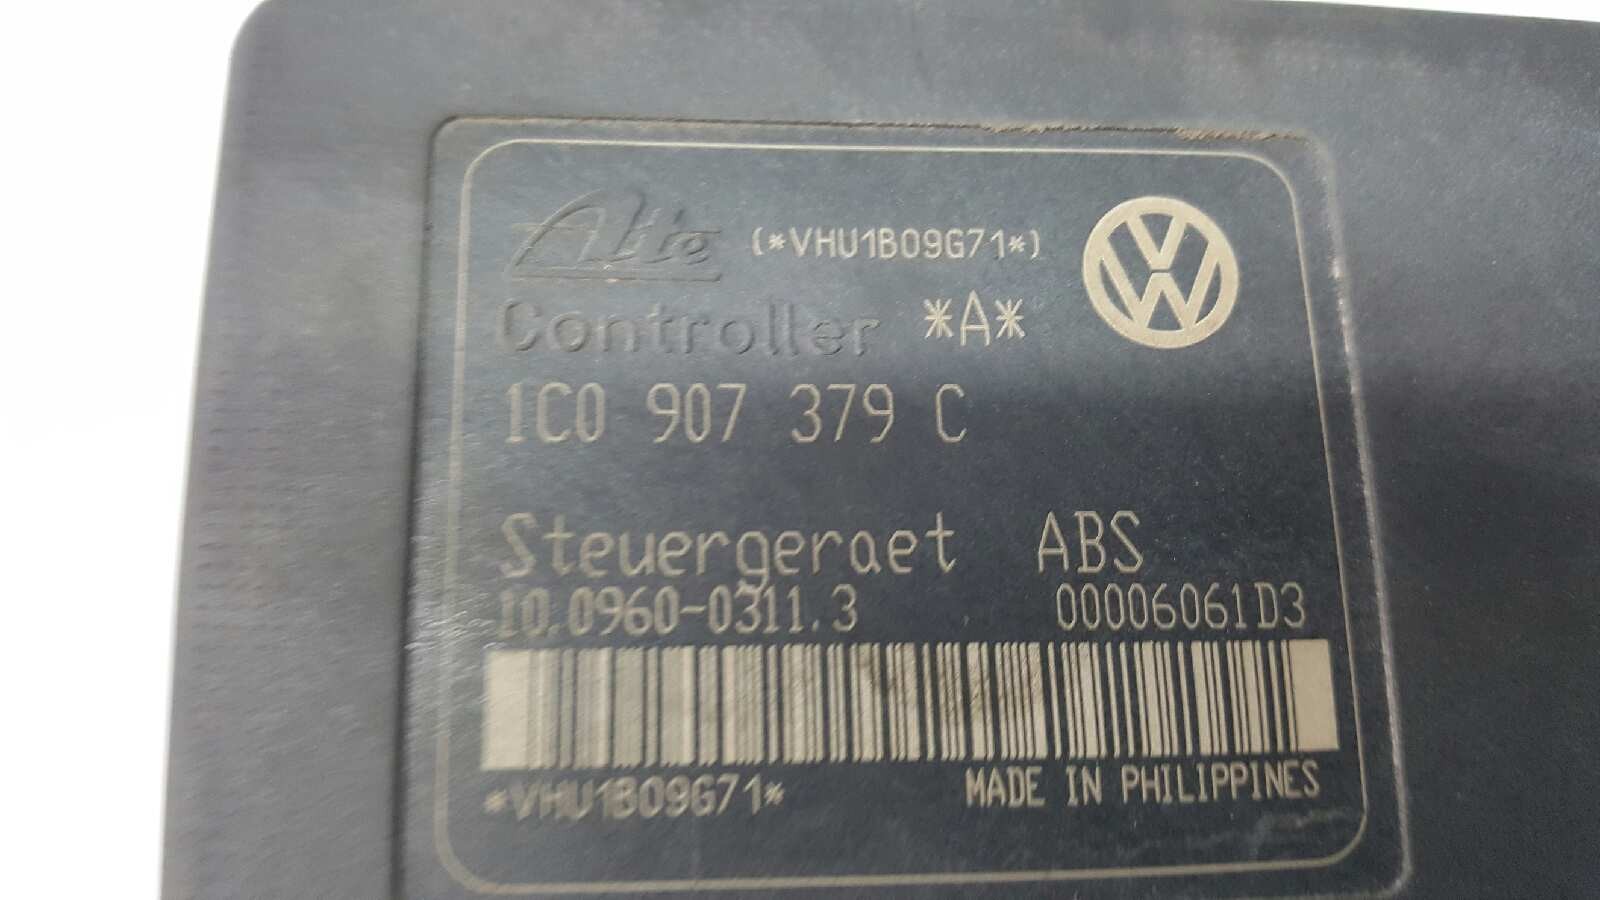 Ate (*VHU1B09G71*)
Controller *A*
1C0 907 379 C
Steuergeraet ABS
10.0960-0311.3 00006061D3
*VHU1B09G71* MADE IN PHILIPPINES